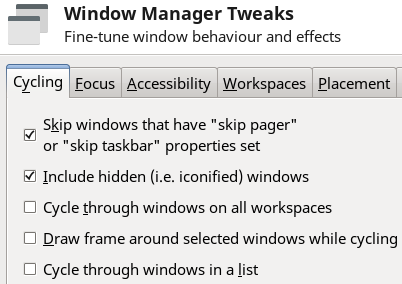 Window Manager Tweaks
Fine-tune window behaviour and effects
Cycling Focus Accessibility Workspaces Placement
Skip windows that have "skip pager"
or "skip taskbar" properties set
Include hidden (i.e. iconified) windows
Cycle through windows on all workspaces
Draw frame around selected windows while cycling
Cycle through windows in a list